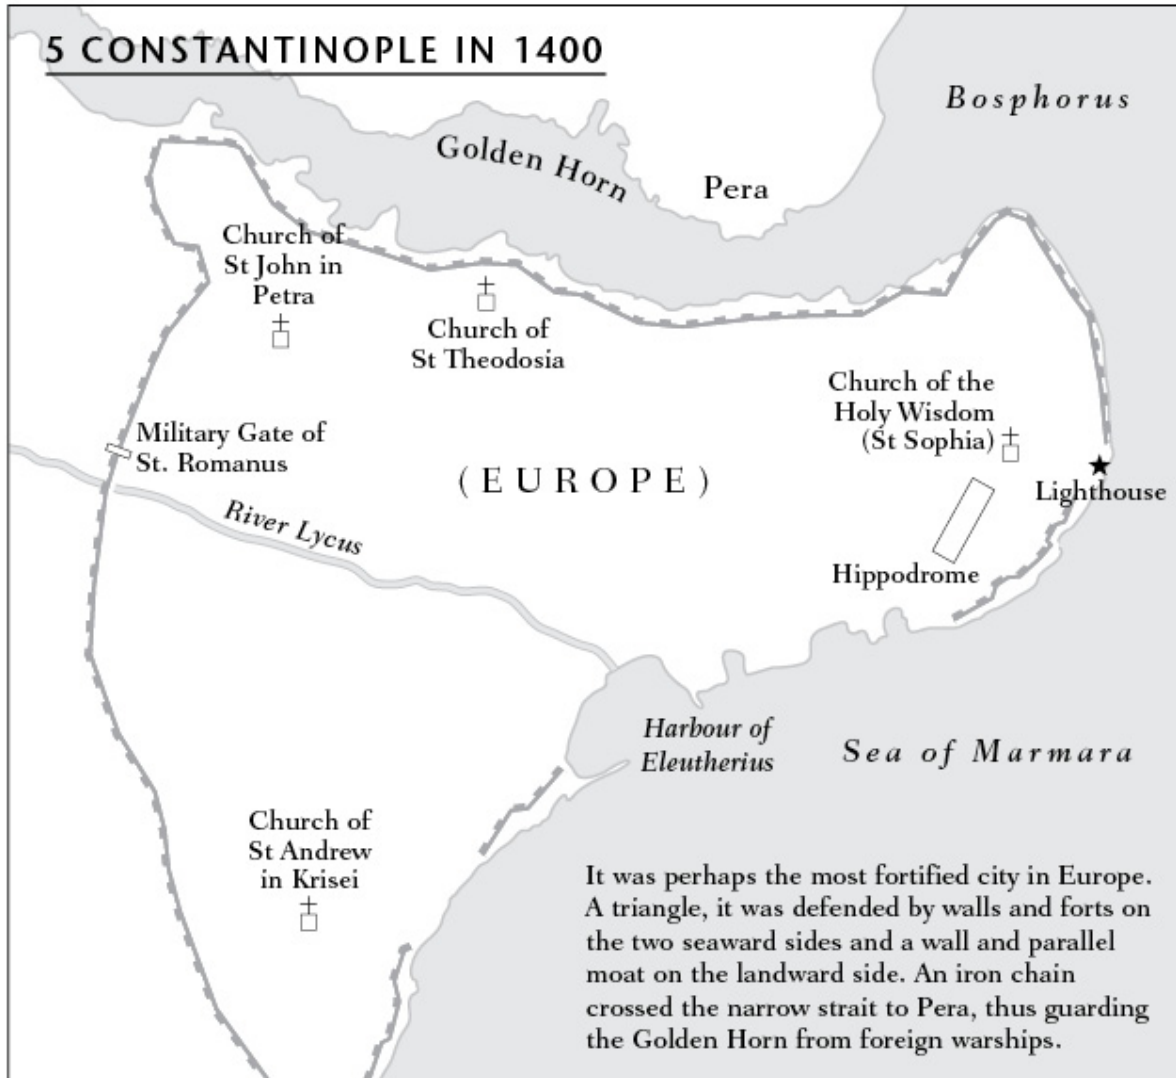 5 CONSTANTINOPLE IN 1400
Bosphorus
Golden Horn
Pera
Church of
St John in
Petra
Church of
St Theodosia
Church of the
Holy Wisdom
(St Sophia)
Military Gate of
St. Romanus
(EUROPE)
Lighthouse
River Lycus
Hippodrome
Harbour of
Eleutherius
Sea of Marmara
Church of
St Andrew
in Krisei
It was perhaps the most fortified city in Europe.
A triangle, it was defended by walls and forts on
the two seaward sides and a wall and parallel
moat on the landward side. An iron chain
crossed the narrow strait to Pera, thus guarding
the Golden Horn from foreign warships.